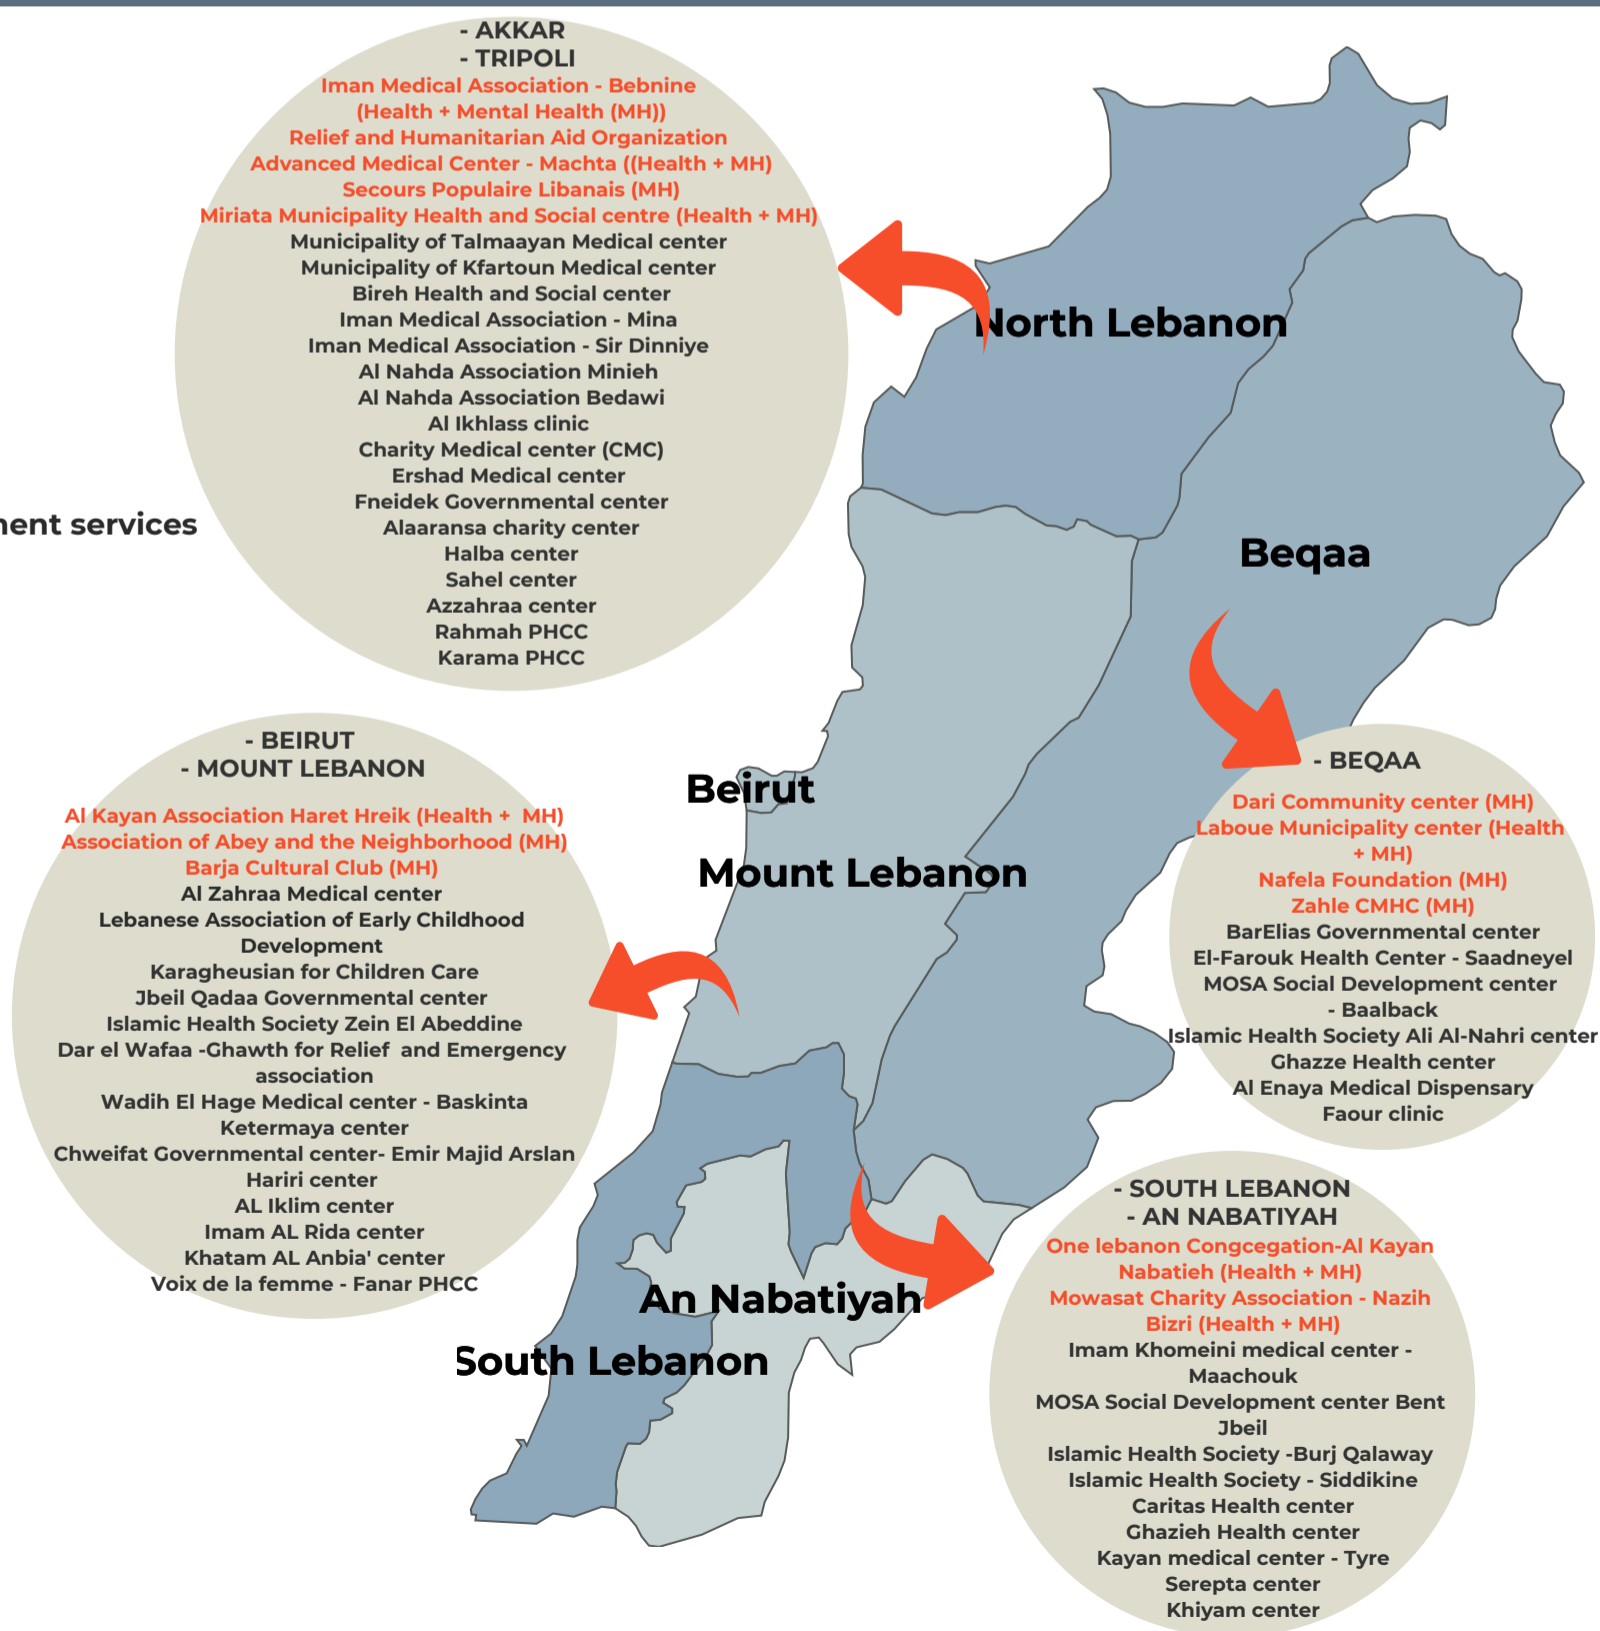 - AKKAR
- TRIPOLI
Iman Medical Association - Bebnine
(Health + Mental Health (MH))
Relief and Humanitarian Aid Organization
Advanced Medical Center - Machta ((Health + MH)
Secours Populaire Libanais (MH)
Miriata Municipality Health and Social centre (Health + MH)
Municipality of Talmaayan Medical center
Municipality of Kfartoun Medical center
Bireh Health and Social center
Iman Medical Association - Mina
Iman Medical Association - Sir Dinniye
Al Nahda Association Minieh
Al Nahda Association Bedawi
Al Ikhlass clinic
Charity Medical center (CMC)
Ershad Medical center
Fneidek Governmental center
Alaaransa charity center
Halba center
Sahel center
Azzahraa center
Rahmah PHCC
Karama PHCC
services
North Lebanon
Beqaa
Beirut
Mount Lebanon
An Nabatiyah
South Lebanon
- BEIRUT
- MOUNT LEBANON
Al Kayan Association Haret Hreik (Health + MH)
Association of Abey and the Neighborhood (MH)
Barja Cultural Club (MH)
Al Zahraa Medical center
Lebanese Association of Early Childhood
Development
Karagheusian for Children Care
Jbeil Qadaa Governmental center
Islamic Health Society Zein El Abeddine
Dar el Wafaa -Ghawth for Relief and Emergency
association
Wadih El Hage Medical center - Baskinta
Ketermaya center
Chweifat Governmental center- Emir Majid Arslan
Hariri center
AL Iklim center
Imam AL Rida center
Khatam AL Anbia' center
Voix de la femme - Fanar PHCC
- BEQAA
Dari Community center (MH)
Laboue Municipality center (Health
+ MH)
Nafela Foundation (MH)
Zahle CMHC (MH)
BarElias Governmental center
El-Farouk Health Center - Saadneyel
MOSA Social Development center
- Baalback
Islamic Health Society Ali Al-Nahri center
Ghazze Health center
Al Enaya Medical Dispensary
Faour clinic
- SOUTH LEBANON
- AN NABATIYAH
One lebanon Congcegation-Al Kayan
Nabatieh (Health + MH)
Mowasat Charity Association - Nazih
Bizri (Health + MH)
Imam Khomeini medical center -
Maachouk
MOSA Social Development center Bent
Jbeil
Islamic Health Society -Burj Qalaway
Islamic Health Society - Siddikine
Caritas Health center
Ghazieh Health center
Kayan medical center - Tyre
Serepta center
Khiyam center